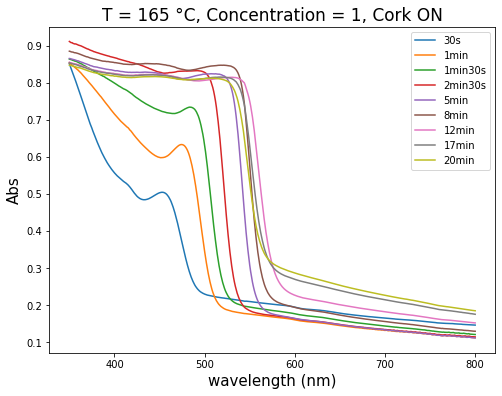 T = 165 °C, Concentration = 1, Cork ON
Abs
0.9
0.8
0.7
0.6
0.5
0.4
0.3
0.2
0.1
30s
1min
1min30s
2min30s
5min
8min
12min
17min
20min
400 500 600 700 800
wavelength (nm)